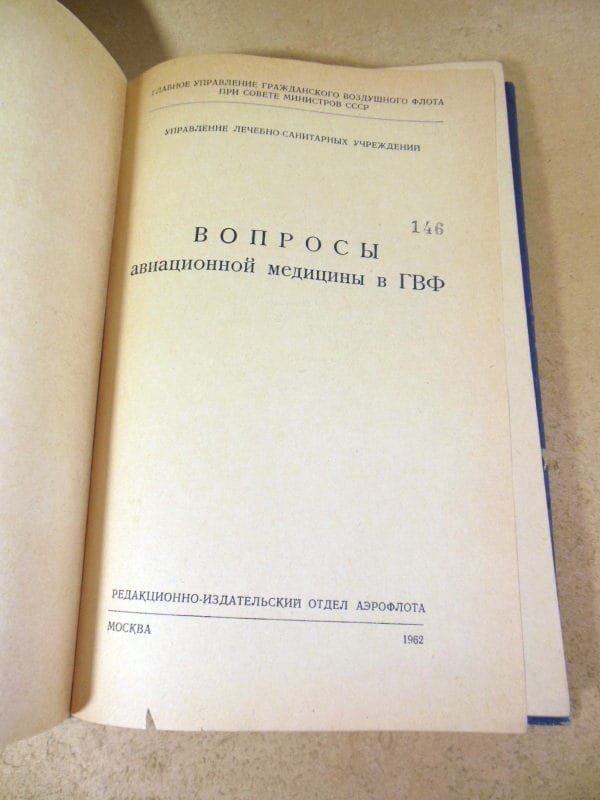 ГЛАВНОЕ УПРАВЛЕНИЕ ГРАЖДАНСКОГО ВОЗДУШНОГО ФЛОТА
ПРИ СОВЕТЕ МИНИСТРОВ СССР
УПРАВЛЕНИЕ ЛЕЧЕБНО-САНИТАРНЫХ УЧРЕЖДЕНИЙ
146
ВОПРОСЫ
авиационной медицины в ГВФ
РЕДАКЦИОННО-ИЗДАТЕЛЬСКИЙ ОТДЕЛ АЭРОФЛОТА
МОСКВА 1962